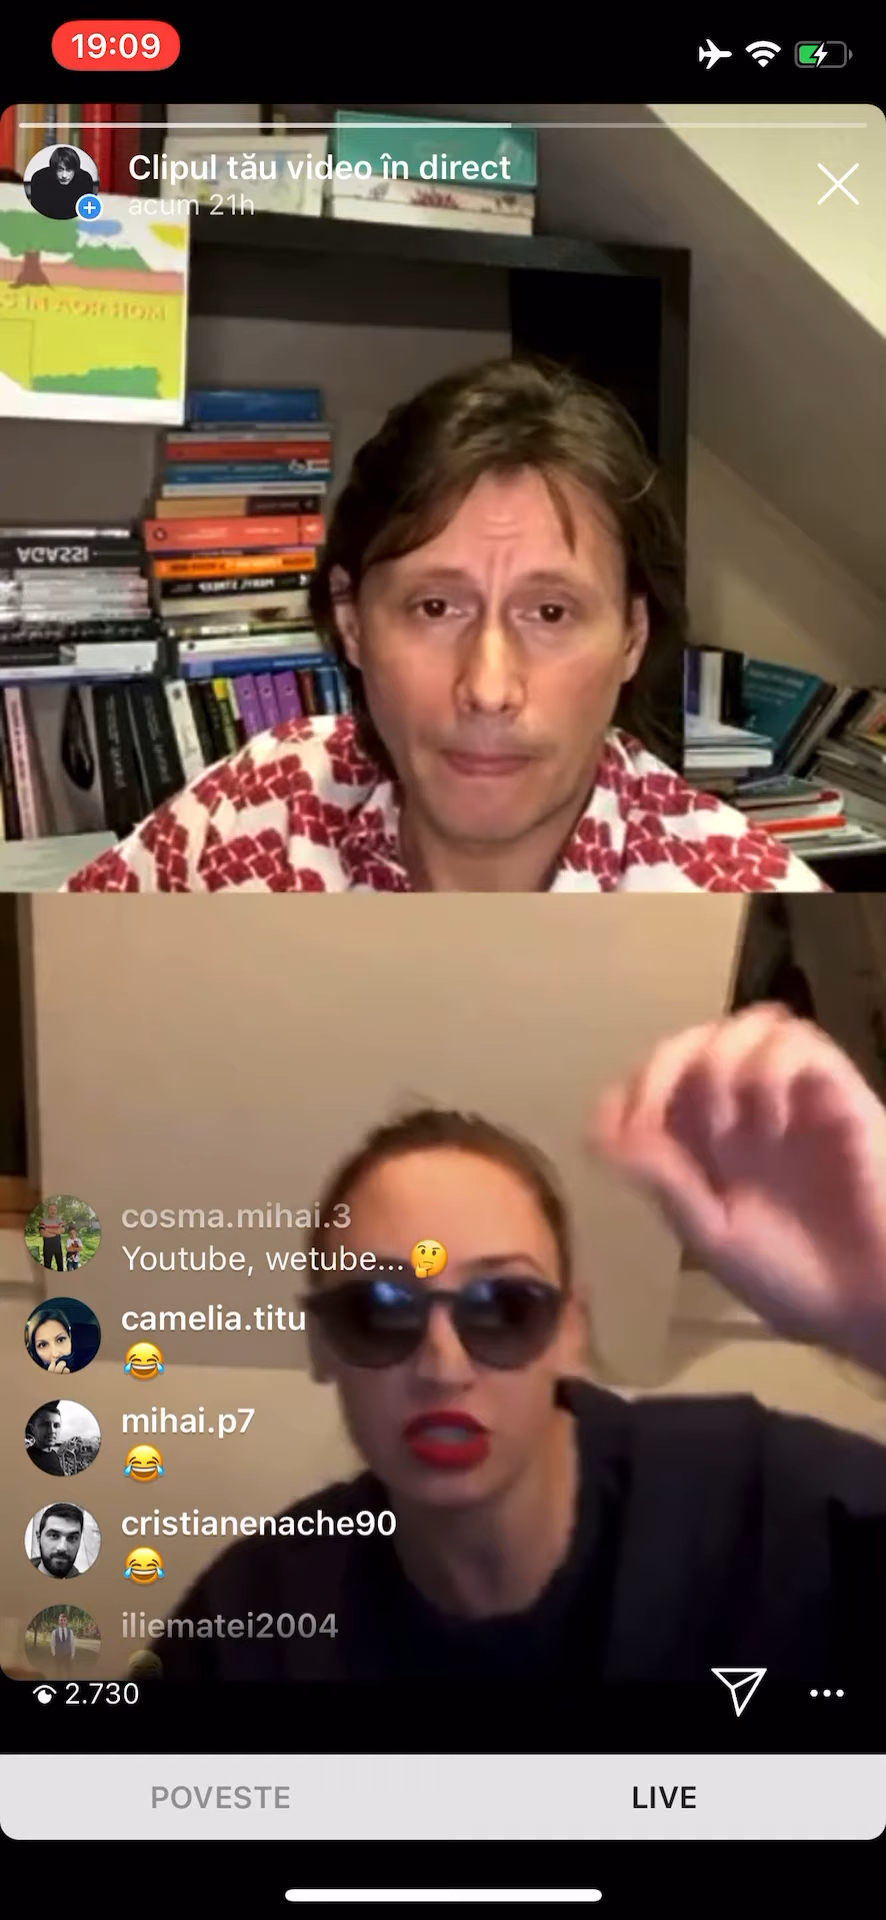 19:09
Clipul tău video în direct
acum 21h
AGASSI
cosma.mihai.3
Youtube, wetube...🤔
camelia.titu
😂
mihai.p7
😂
cristianenache90
😂
iliematei2004
2.730
POVESTE
LIVE